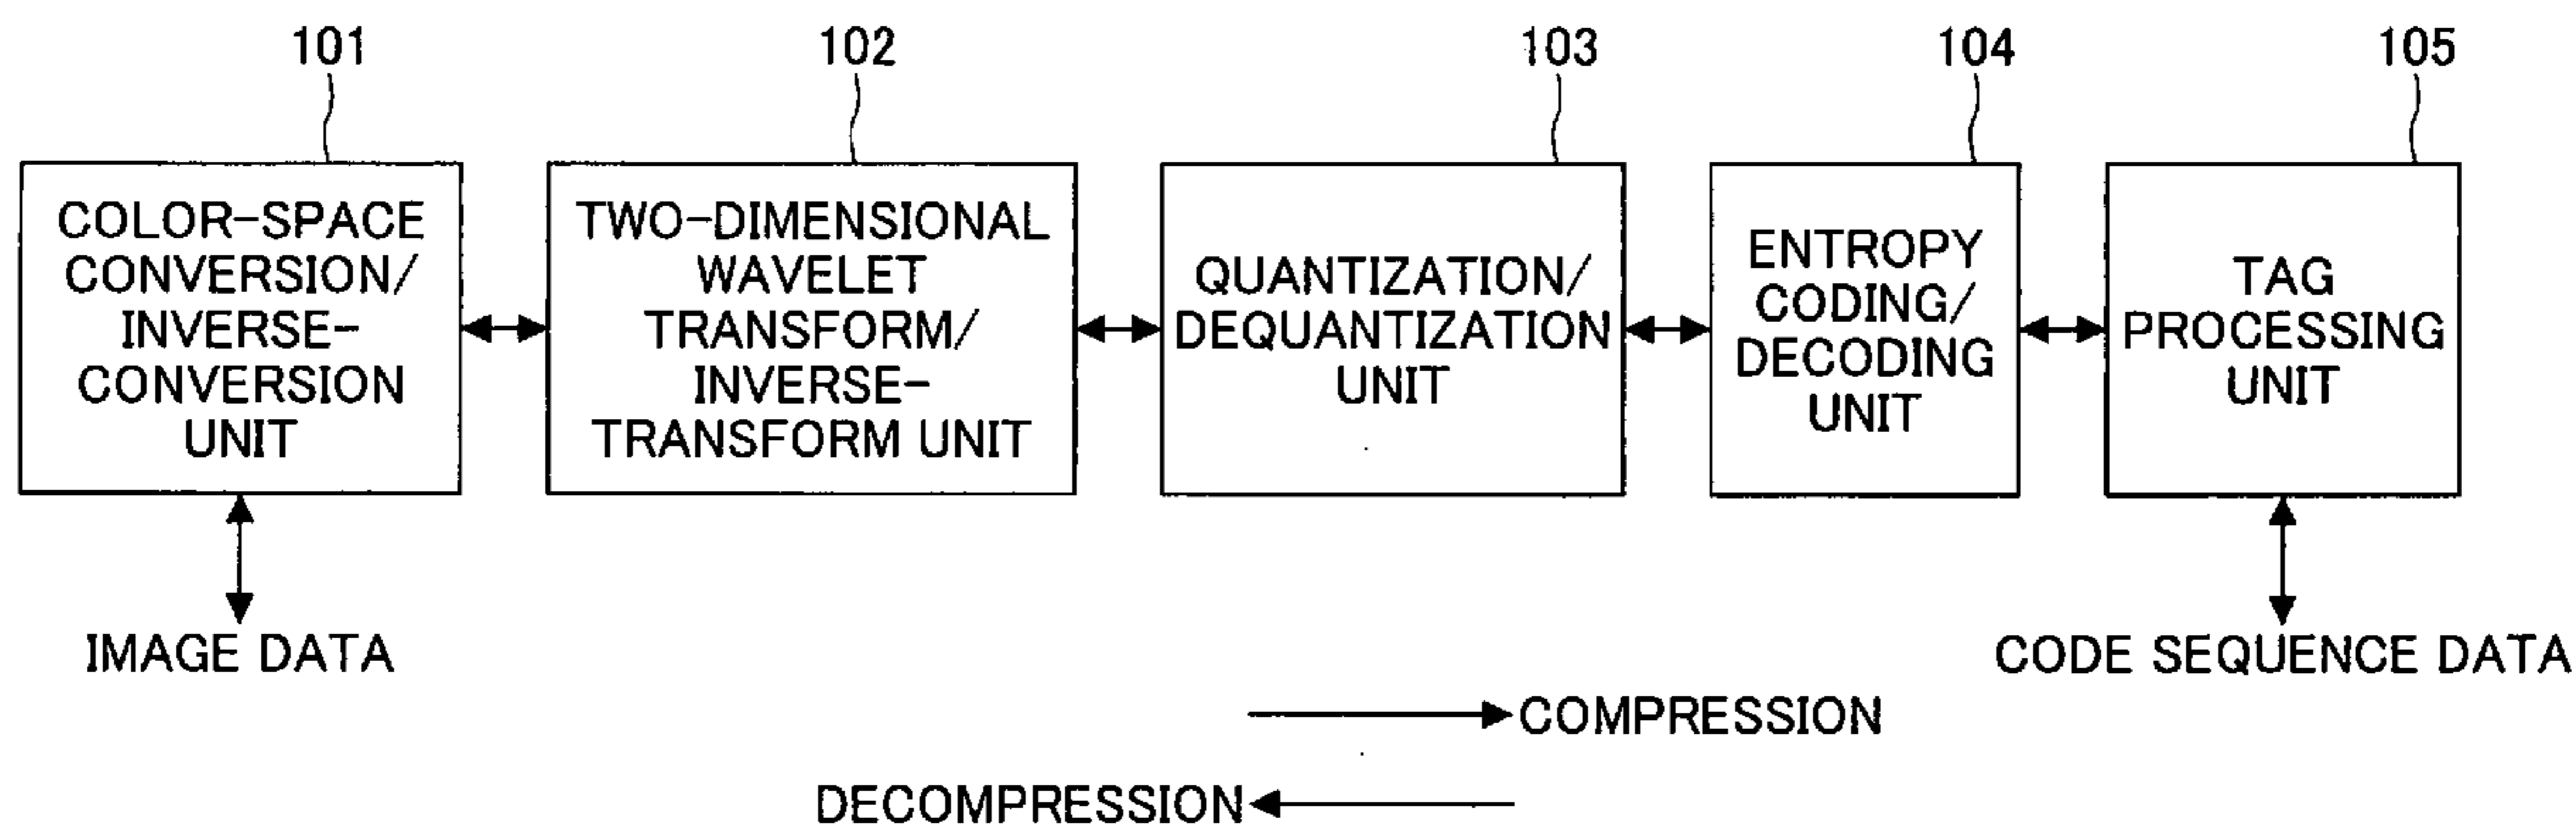 101
102
103
104
105
COLOR-SPACE
CONVERSION/
INVERSE-
CONVERSION
UNIT
TWO-DIMENSIONAL
WAVELET
TRANSFORM/
INVERSE-
TRANSFORM UNIT
QUANTIZATION/
DEQUANTIZATION
UNIT
ENTROPY
CODING/
DECODING
UNIT
TAG
PROCESSING
UNIT
IMAGE DATA
CODE SEQUENCE DATA
COMPRESSION
DECOMPRESSION